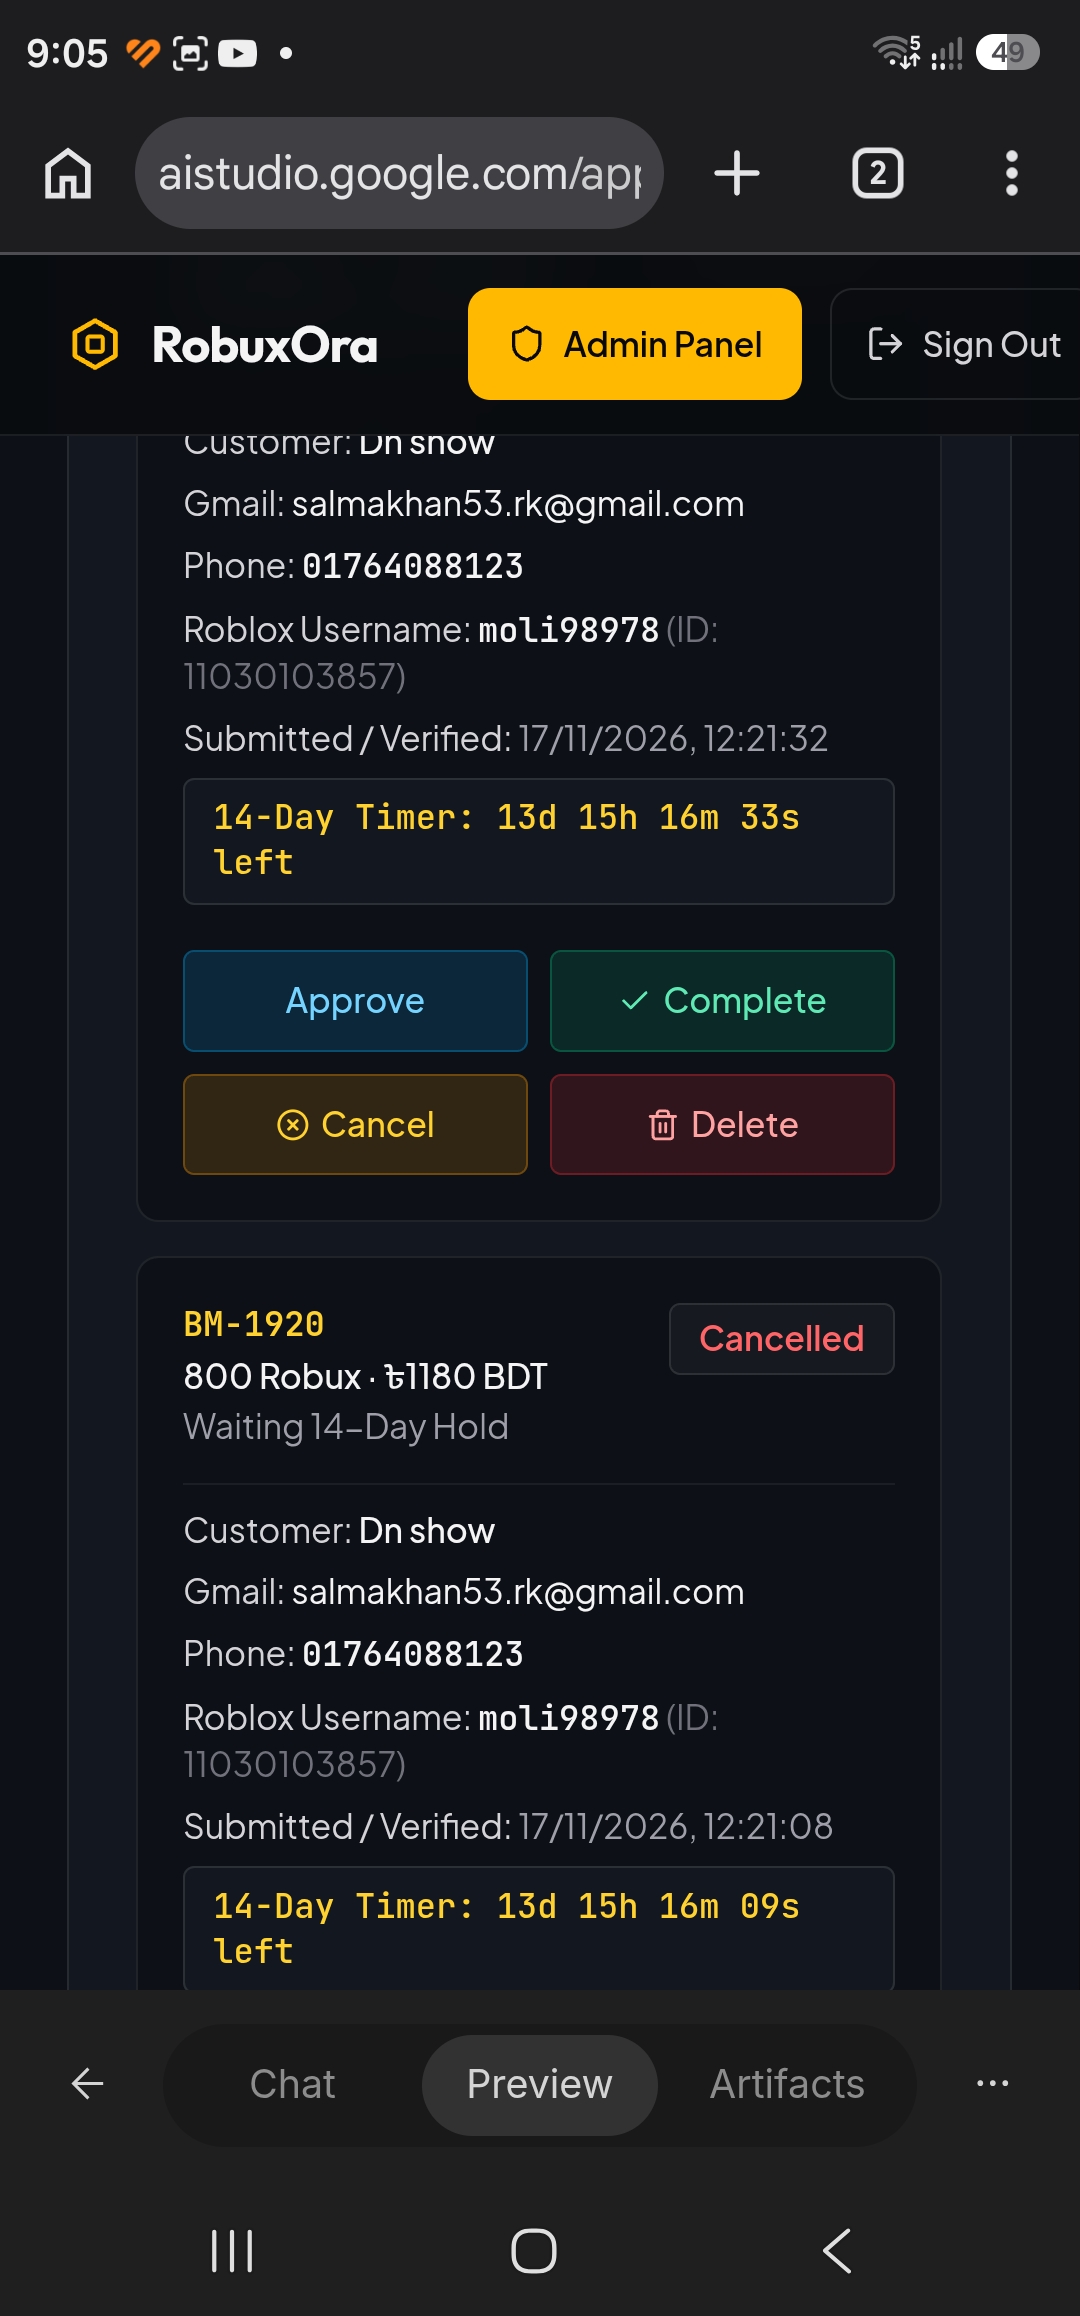 9:05
5
49
aistudio.google.com/app
2
RobuxOra
Admin Panel
Sign Out
Customer: Dn show
Gmail: salmakhan53.rk@gmail.com
Phone: 01764088123
Roblox Username: moli98978 (ID:
11030103857)
Submitted / Verified: 17/11/2026, 12:21:32
14-Day Timer: 13d 15h 16m 33s
left
Approve
Complete
Cancel
Delete
BM-1920
Cancelled
800 Robux · ৳1180 BDT
Waiting 14-Day Hold
Customer: Dn show
Gmail: salmakhan53.rk@gmail.com
Phone: 01764088123
Roblox Username: moli98978 (ID:
11030103857)
Submitted / Verified: 17/11/2026, 12:21:08
14-Day Timer: 13d 15h 16m 09s
left
Chat
Preview
Artifacts